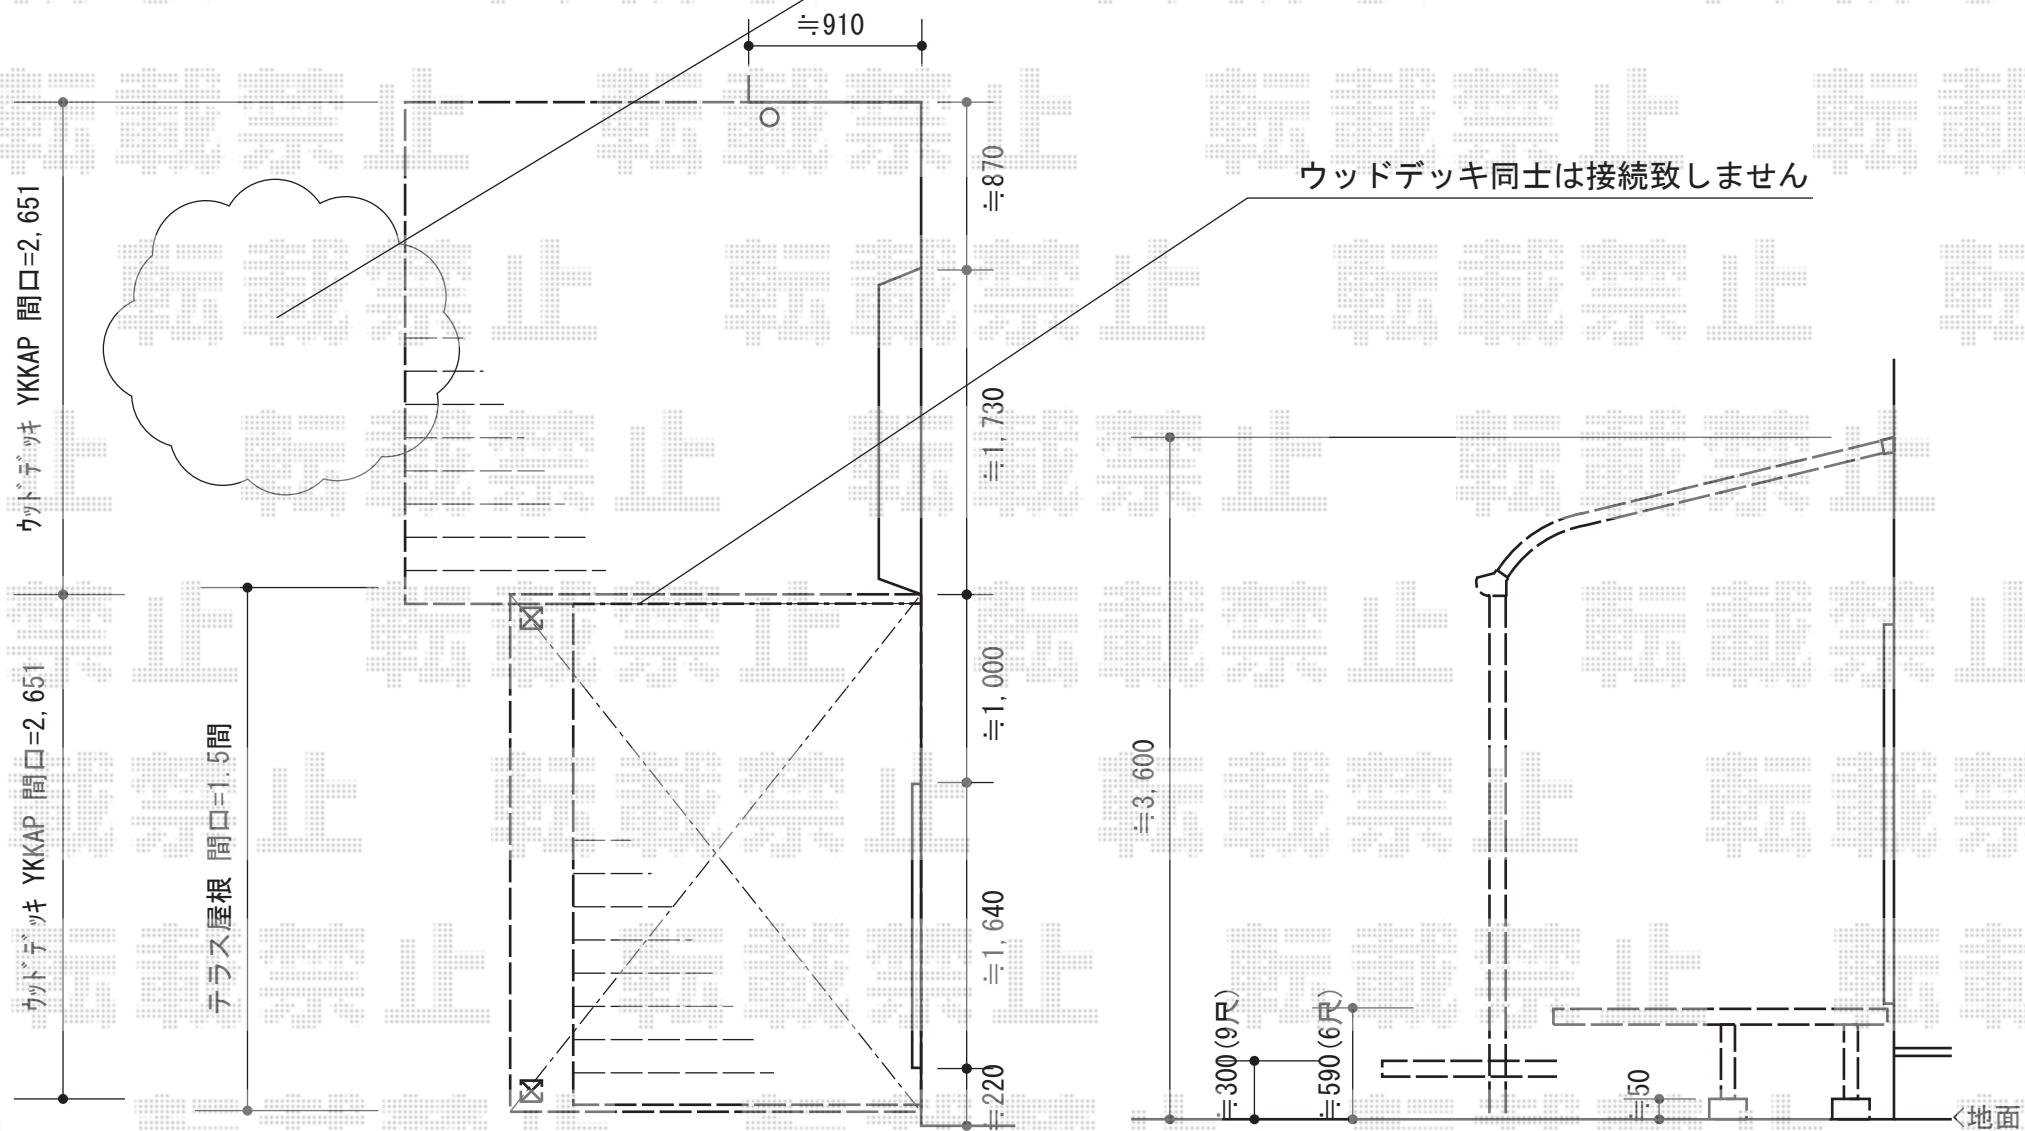 ≒910
ウッドデッキ同士は接続致しません
ｳｯﾄﾞﾃﾞｯｷ YKKAP 間口=2,651
ｳｯﾄﾞﾃﾞｯｷ YKKAP 間口=2,651
テラス屋根 間口=1.5間
≒870
≒1,730
≒1,000
≒1,640
≒220
≒3,600
≒300(9尺)
≒590(6尺)
≒50
<地面
転載禁止